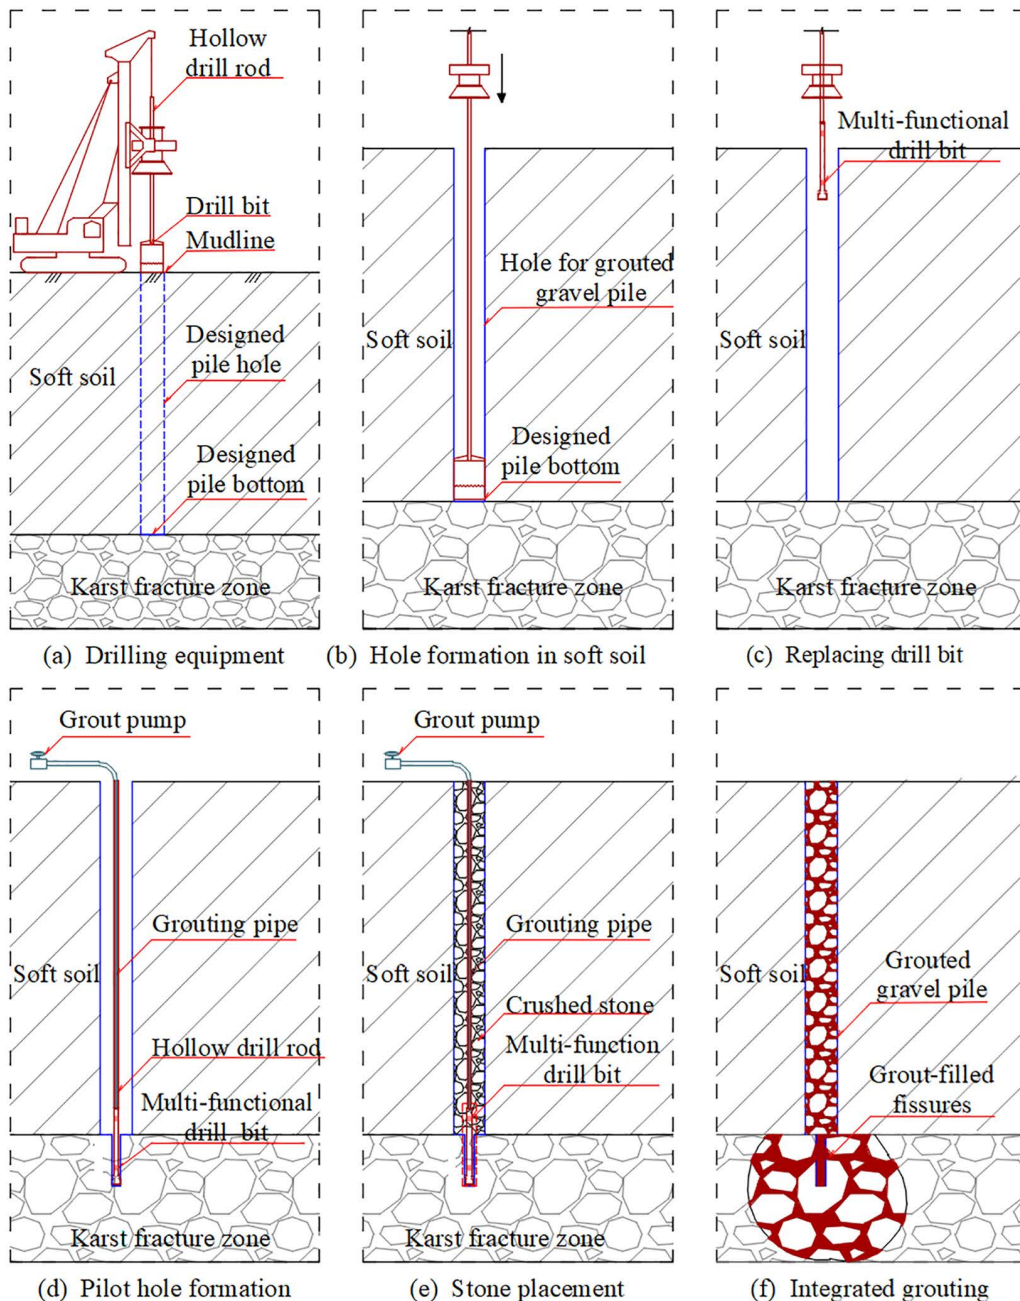 Hollow
drill rod
Drill bit
Mudline
Designed
pile hole
Soft soil
Designed
pile bottom
Karst fracture zone
(a) Drilling equipment
Hole for grouted
gravel pile
Soft soil
Designed
pile bottom
Karst fracture zone
(b) Hole formation in soft soil
Multi-functional
drill bit
Soft soil
Karst fracture zone
(c) Replacing drill bit
Grout pump
Grouting pipe
Soft soil
Hollow drill rod
Multi-functional
drill bit
Karst fracture zone
(d) Pilot hole formation
Grout pump
Grouting pipe
Soft soil
Crushed stone
Multi-function
drill bit
Karst fracture zone
(e) Stone placement
Soft soil
Grouted
gravel pile
Grout-filled
fissures
(f) Integrated grouting